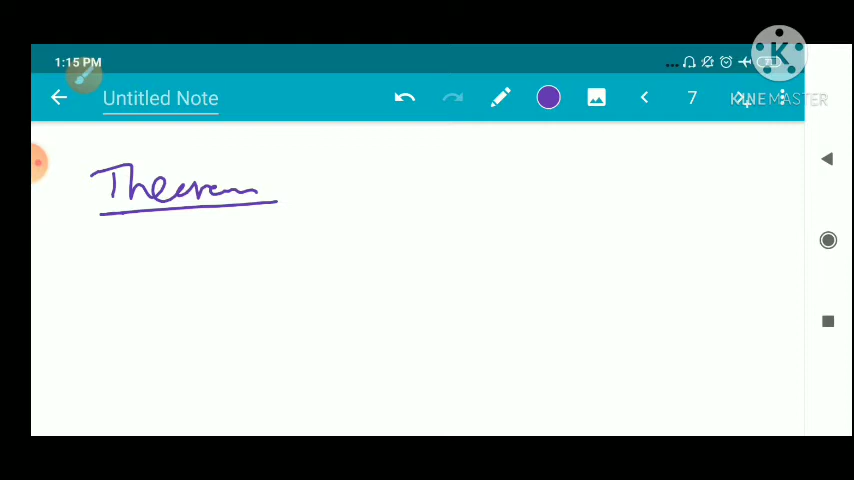 1:15 PM
K
Untitled Note
7
KINEMASTER
Theorem